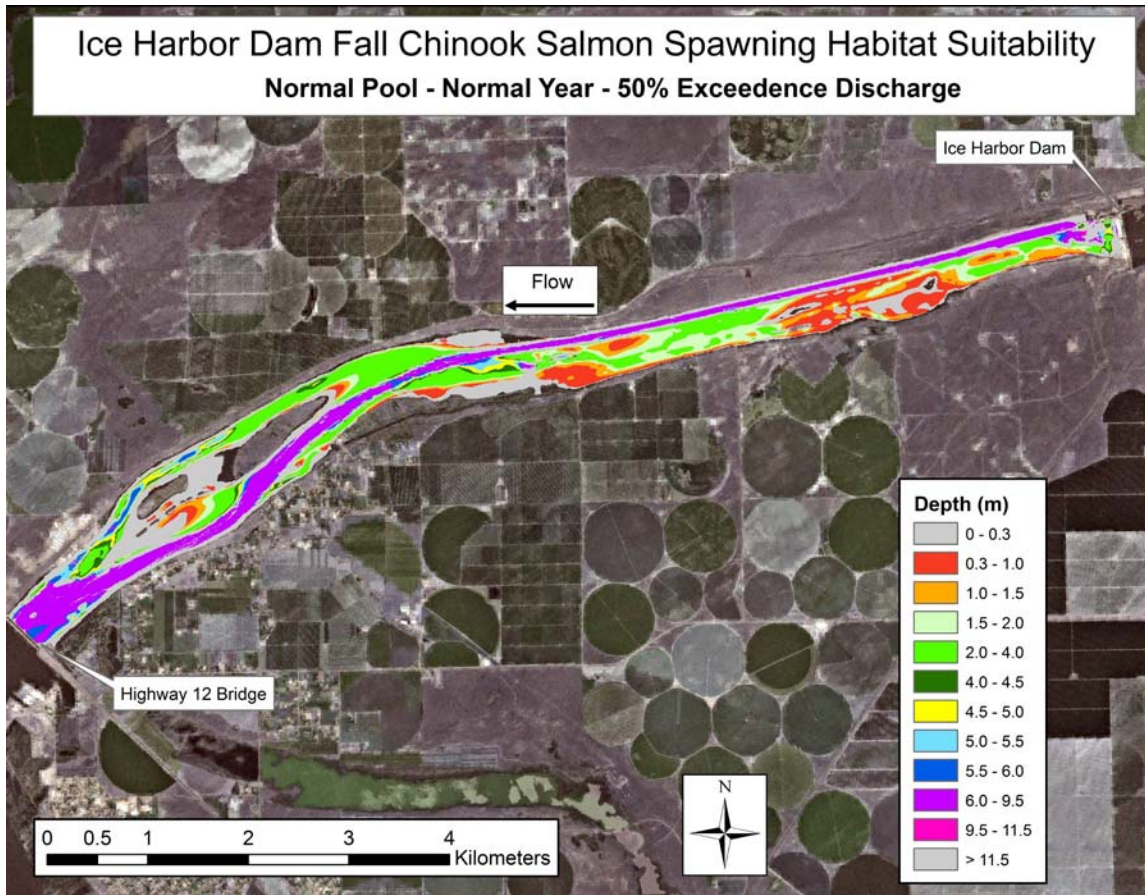 Ice Harbor Dam Fall Chinook Salmon Spawning Habitat Suitability
Normal Pool - Normal Year - 50% Exceedence Discharge
Ice Harbor Dam
Flow
Highway 12 Bridge
Depth (m)
0 - 0.3
0.3 - 1.0
1.0 - 1.5
1.5 - 2.0
2.0 - 4.0
4.0 - 4.5
4.5 - 5.0
5.0 - 5.5
5.5 - 6.0
6.0 - 9.5
9.5 - 11.5
> 11.5
N
0 0.5 1 2 3 4
Kilometers